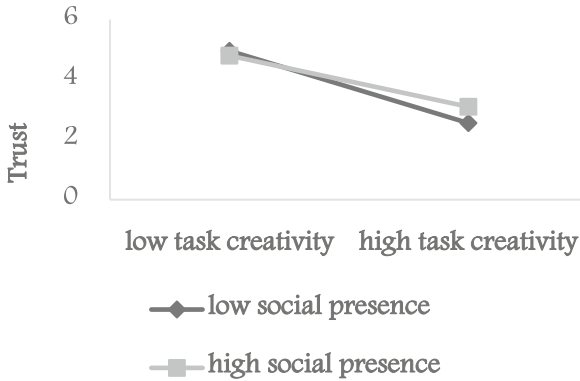 6
4
2
0
Trust
low task creativity high task creativity
low social presence
high social presence